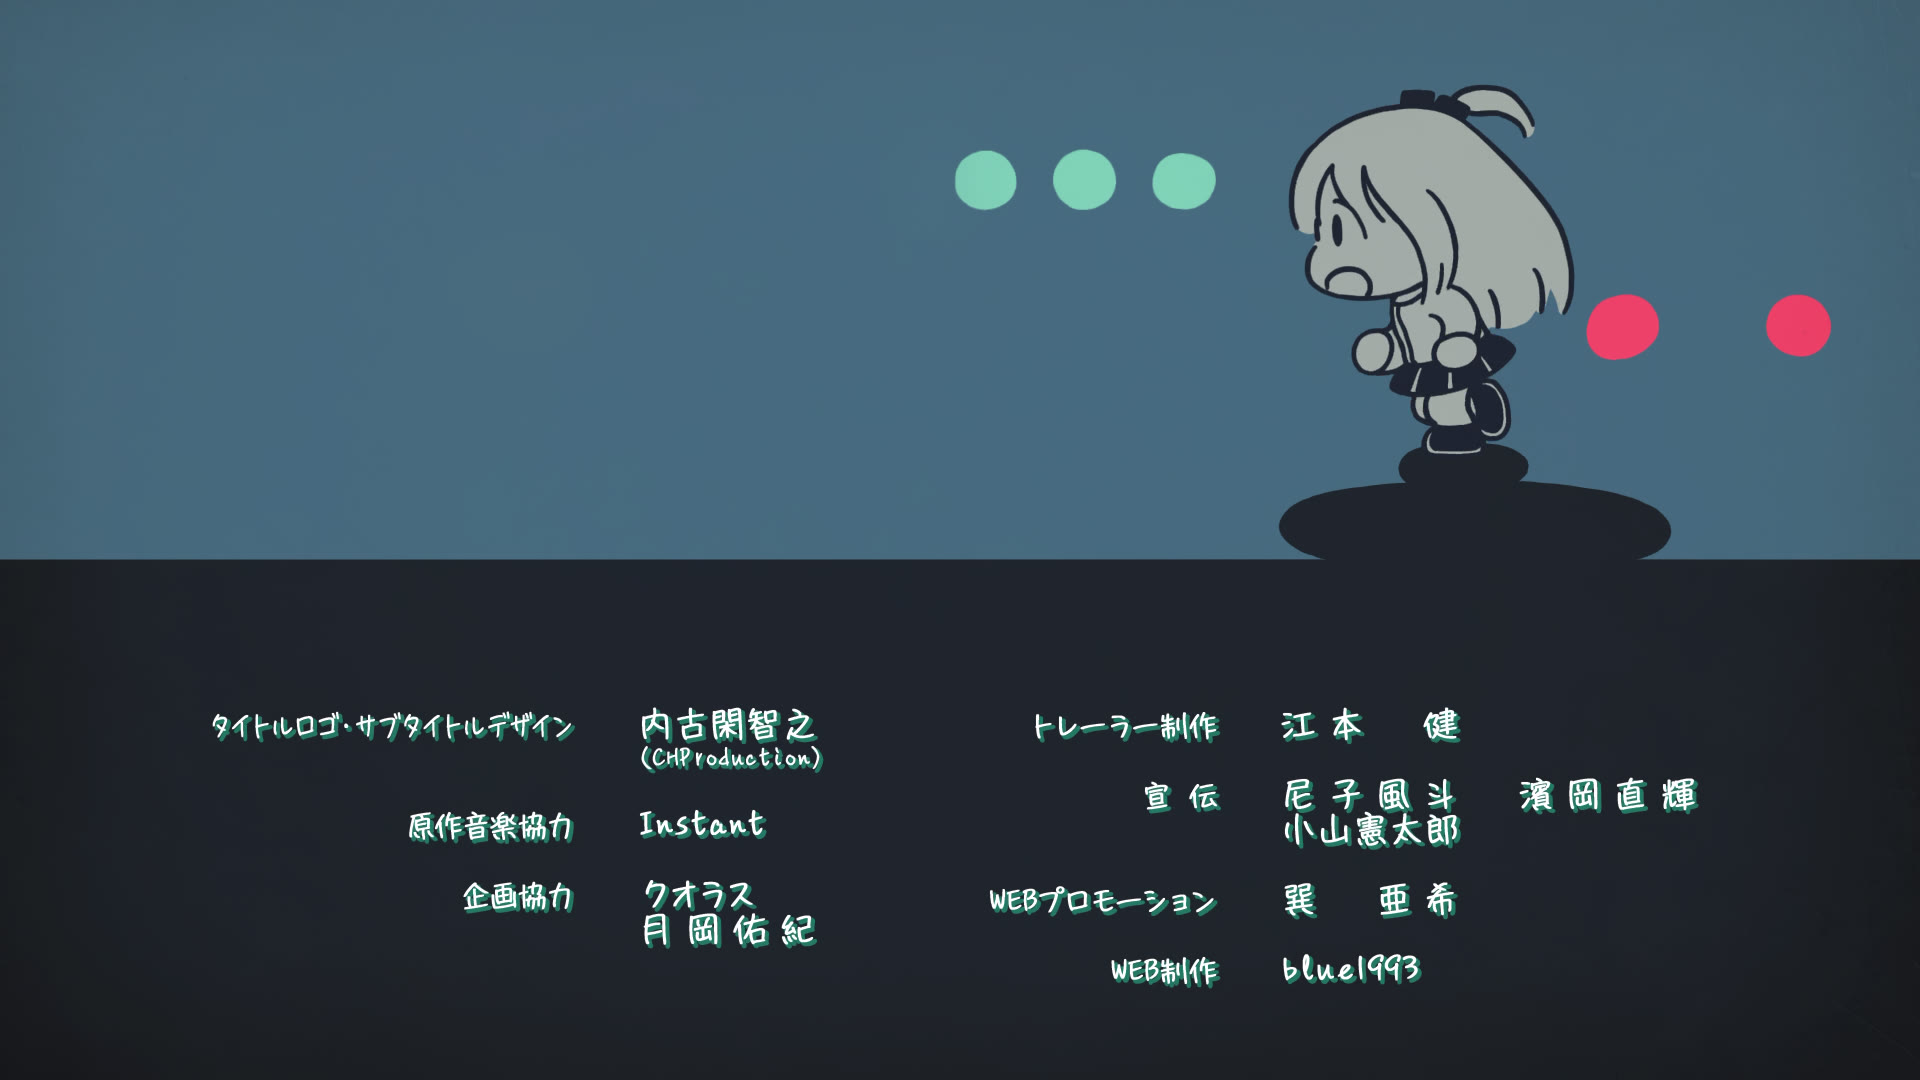 タイトルロゴ・サブタイトルデザイン　内古閑智之
(CHProduction)
原作音楽協力　Instant
企画協力　クオラス
月岡佑紀
トレーラー制作　江本　健
宣伝　尼子風斗　濱岡直輝
小山憲太郎
WEBプロモーション　巽　亜希
WEB制作　blue1993